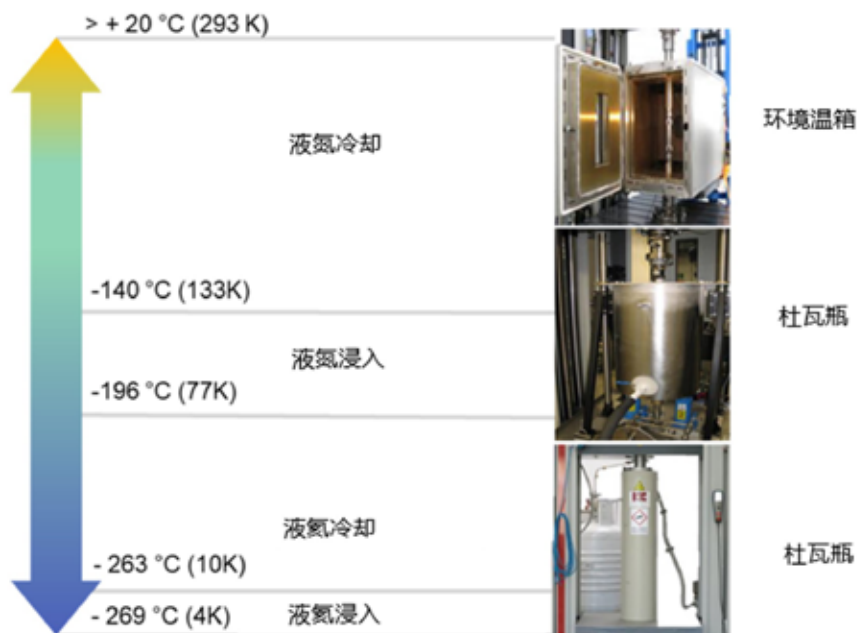 > + 20 °C (293 K)
环境温箱
液氮冷却
-140 °C (133K)
杜瓦瓶
液氮浸入
-196 °C (77K)
液氦冷却
- 263 °C (10K)
杜瓦瓶
- 269 °C (4K)
液氦浸入